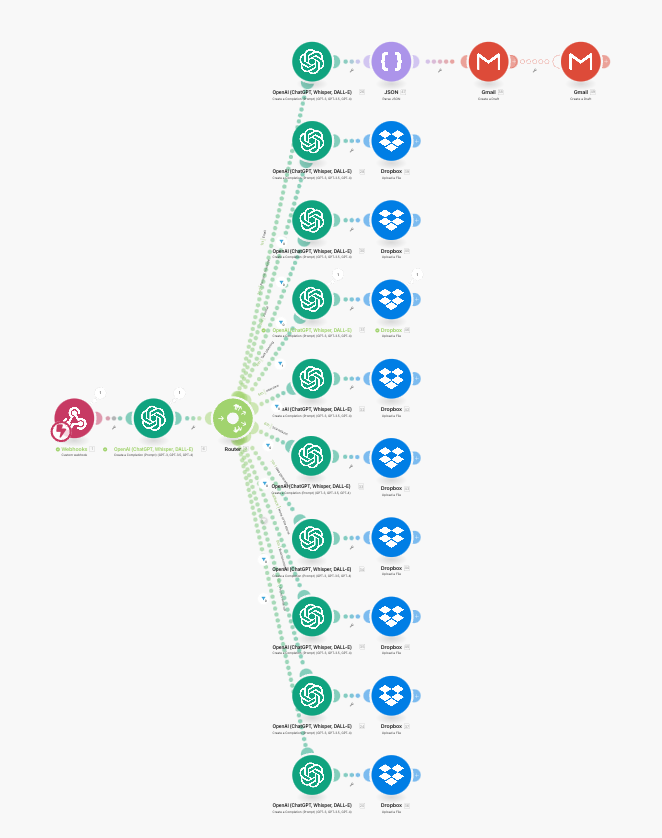 OpenAI (ChatGPT, Whisper, DALL-E)
Create a Completion (Prompt) (GPT-3, GPT-3.5, GPT-4)
JSON
Parse JSON
Gmail
Create a Draft
Gmail
Create a Draft
OpenAI (ChatGPT, Whisper, DALL-E)
Create a Completion (Prompt) (GPT-3, GPT-3.5, GPT-4)
Dropbox
Upload a File
OpenAI (ChatGPT, Whisper, DALL-E)
Create a Completion (Prompt) (GPT-3, GPT-3.5, GPT-4)
Dropbox
Upload a File
1
1
OpenAI (ChatGPT, Whisper, DALL-E)
Create a Completion (Prompt) (GPT-3, GPT-3.5, GPT-4)
Dropbox
Upload a File
1
1
AI (ChatGPT, Whisper, DALL-E)
Create a Completion (Prompt) (GPT-3, GPT-3.5, GPT-4)
Dropbox
Upload a File
Webhooks
Custom webhook
OpenAI (ChatGPT, Whisper, DALL-E)
Create a Completion (Prompt) (GPT-3, GPT-3.5, GPT-4)
Router
OpenAI (ChatGPT, Whisper, DALL-E)
Create a Completion (Prompt) (GPT-3, GPT-3.5, GPT-4)
Dropbox
Upload a File
OpenAI (ChatGPT, Whisper, DALL-E)
Create a Completion (Prompt) (GPT-3, GPT-3.5, GPT-4)
Dropbox
Upload a File
OpenAI (ChatGPT, Whisper, DALL-E)
Create a Completion (Prompt) (GPT-3, GPT-3.5, GPT-4)
Dropbox
Upload a File
OpenAI (ChatGPT, Whisper, DALL-E)
Create a Completion (Prompt) (GPT-3, GPT-3.5, GPT-4)
Dropbox
Upload a File
OpenAI (ChatGPT, Whisper, DALL-E)
Create a Completion (Prompt) (GPT-3, GPT-3.5, GPT-4)
Dropbox
Upload a File